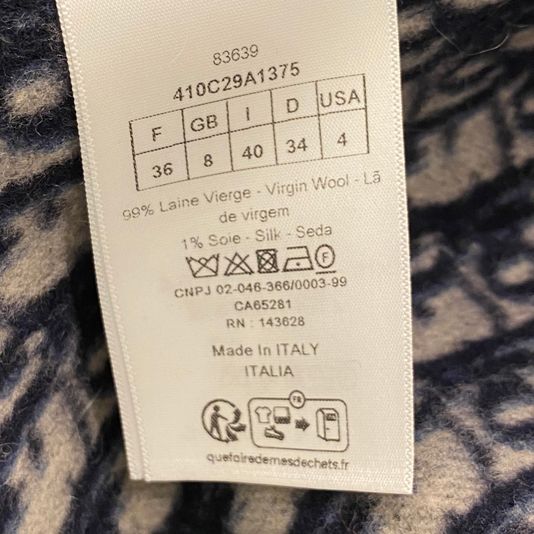 83639
410C29A1375
F GB I D USA
36 8 40 34 4
99% Laine Vierge - Virgin Wool - Lã
de virgem
1% Soie - Silk - Seda
F
CNPJ 02-046-366/0003-99
CA65281
RN : 143628
Made In ITALY
ITALIA
FR
quefairedemesdechets.fr